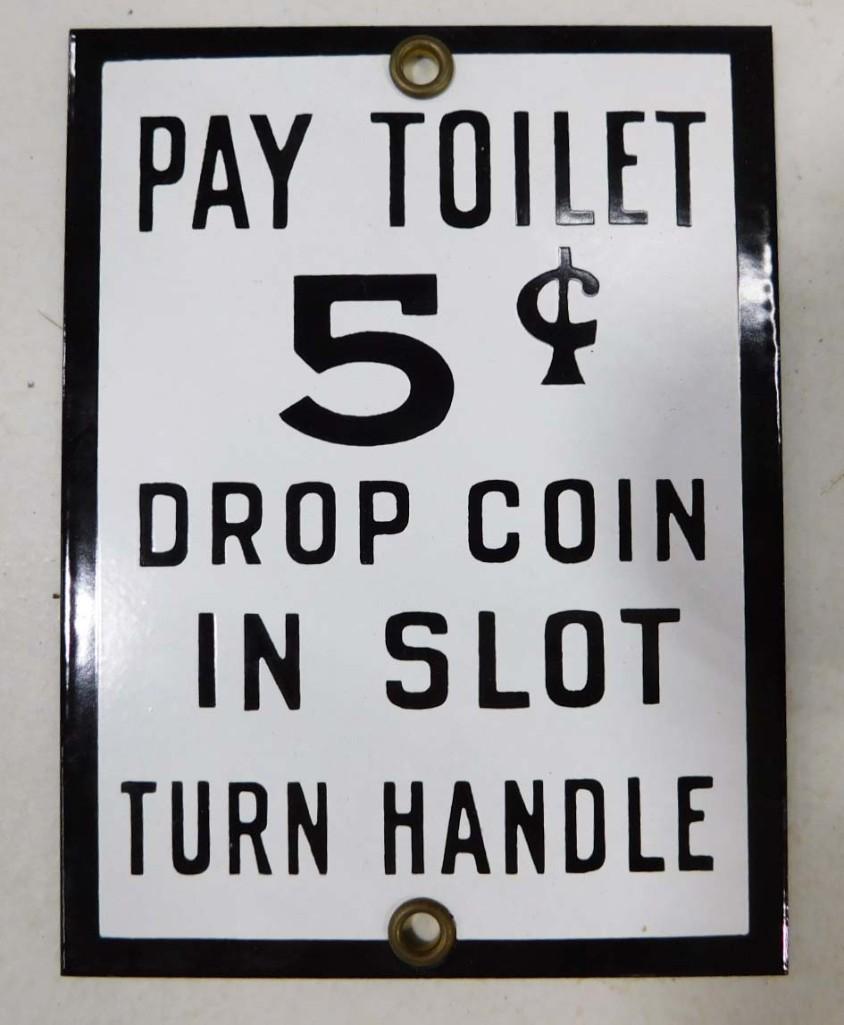 PAY TOILET
5¢
DROP COIN
IN SLOT
TURN HANDLE